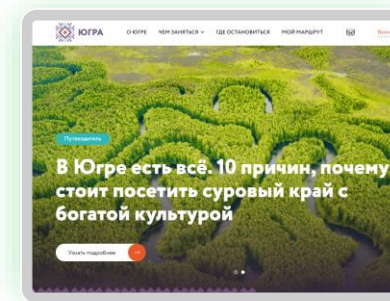 ЮГРА О ЮГРЕ ЧЕМ ЗАНЯТЬСЯ ГДЕ ОСТАНОВИТЬСЯ МОЙ МАРШРУТ
Путеводитель
В Югре есть всё. 10 причин, почему
стоит посетить суровый край с
богатой культурой
Узнать подробнее